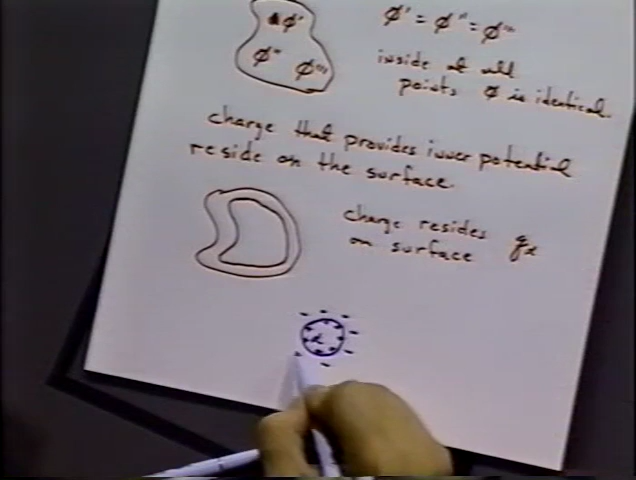 φ' φ' = φ'' = φ'''
φ'' φ''' inside at all
points φ is identical.
charge that provides inner potential
reside on the surface.
charge resides
on surface